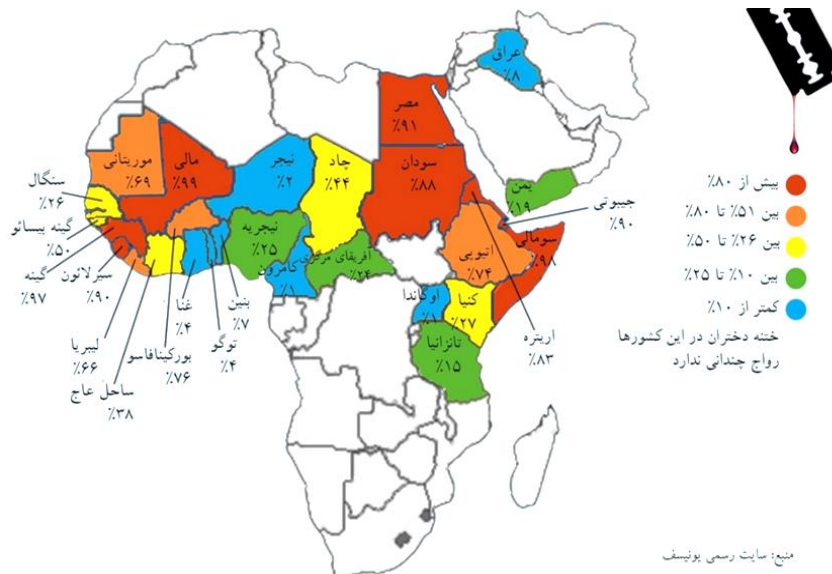 عراق
٪۸
مصر
٪۹۱
موریتانی
٪۶۹
مالی
٪۹۹
نیجر
٪۲
چاد
٪۴۴
سودان
٪۸۸
یمن
٪۱۹
جیبوتی
٪۹۰
سنگال
٪۲۶
گینه بیسائو
٪۵۰
گینه
٪۹۷
سیرلائون
٪۹۰
لیبریا
٪۶۶
ساحل عاج
٪۳۸
بورکینافاسو
٪۷۶
غنا
٪۴
توگو
٪۴
بنین
٪۷
نیجریه
٪۲۵
کامرون
٪۱
آفریقای مرکزی
٪۲۴
اتیوپی
٪۷۴
سومالی
٪۹۸
اوگاندا
٪۱
کنیا
٪۲۷
تانزانیا
٪۱۵
اریتره
٪۸۳
بیش از ۸۰٪
بین ۵۱٪ تا ۸۰٪
بین ۲۶٪ تا ۵۰٪
بین ۱۰٪ تا ۲۵٪
کمتر از ۱۰٪
ختنه دختران در این کشورها
رواج چندانی ندارد
منبع: سایت رسمی یونیسف